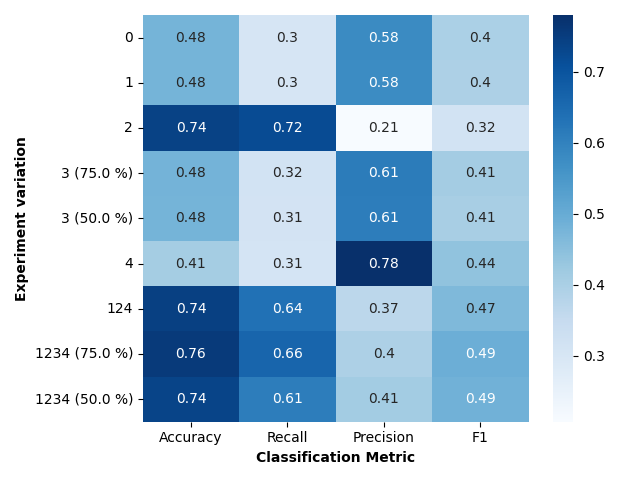 0 0.48 0.3 0.58 0.4
1 0.48 0.3 0.58 0.4
2 0.74 0.72 0.21 0.32
3 (75.0 %) 0.48 0.32 0.61 0.41
3 (50.0 %) 0.48 0.31 0.61 0.41
4 0.41 0.31 0.78 0.44
124 0.74 0.64 0.37 0.47
1234 (75.0 %) 0.76 0.66 0.4 0.49
1234 (50.0 %) 0.74 0.61 0.41 0.49
Accuracy Recall Precision F1
Classification Metric
Experiment variation
0.7
0.6
0.5
0.4
0.3